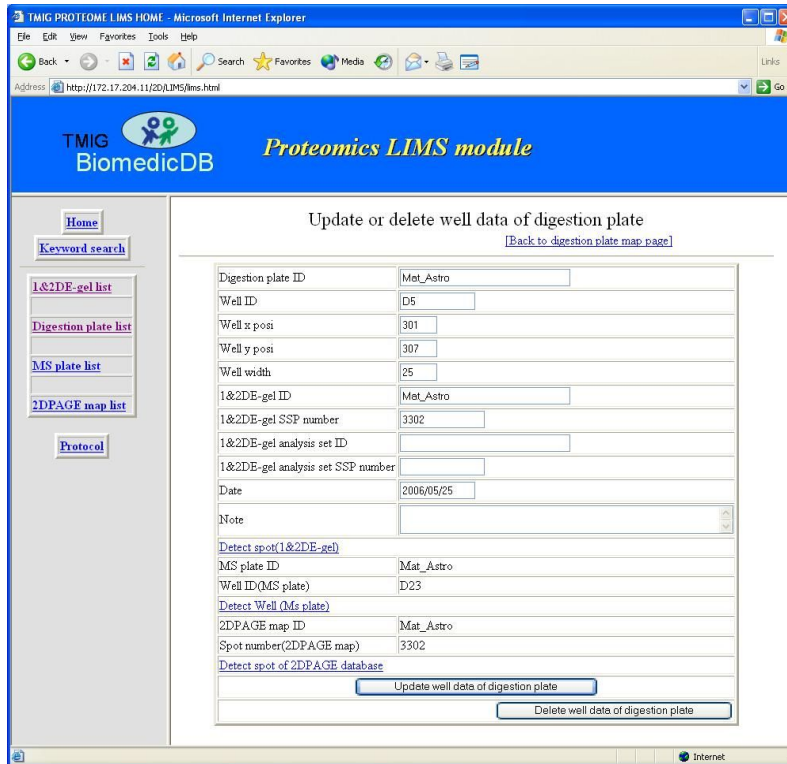 TMIG PROTEOME LIMS HOME - Microsoft Internet Explorer
File Edit View Favorites Tools Help
Back Search Favorites Media Links
Address http://172.17.204.11/2D/LIMS/lims.html Go
TMIG
BiomedicDB
Proteomics LIMS module
Home
Keyword search
1&2DE-gel list
Digestion plate list
MS plate list
2DPAGE map list
Protocol
Update or delete well data of digestion plate
[Back to digestion plate map page]
Digestion plate ID Mat_Astro
Well ID D5
Well x posi 301
Well y posi 307
Well width 25
1&2DE-gel ID Mat_Astro
1&2DE-gel SSP number 3302
1&2DE-gel analysis set ID
1&2DE-gel analysis set SSP number
Date 2006/05/25
Note
Detect spot(1&2DE-gel)
MS plate ID Mat_Astro
Well ID(MS plate) D23
Detect Well (Ms plate)
2DPAGE map ID Mat_Astro
Spot number(2DPAGE map) 3302
Detect spot of 2DPAGE database
Update well data of digestion plate
Delete well data of digestion plate
Internet